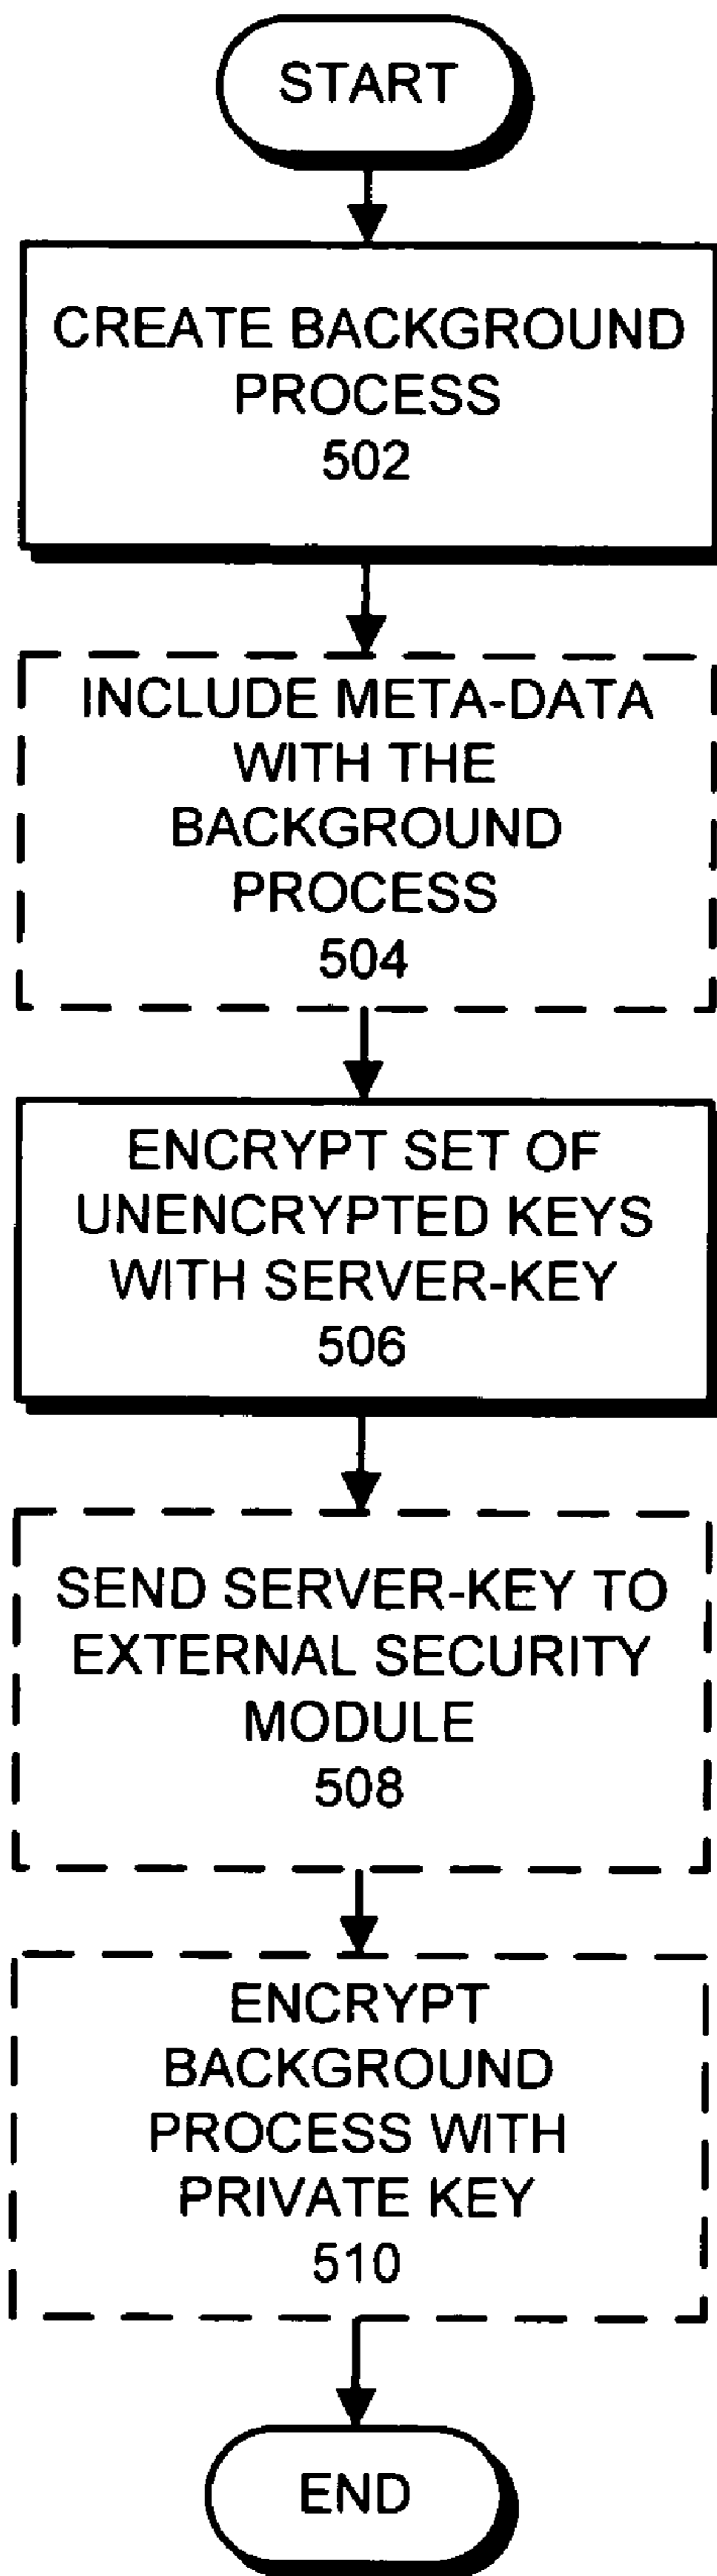 START
CREATE BACKGROUND
PROCESS
502
INCLUDE META-DATA
WITH THE
BACKGROUND
PROCESS
504
ENCRYPT SET OF
UNENCRYPTED KEYS
WITH SERVER-KEY
506
SEND SERVER-KEY TO
EXTERNAL SECURITY
MODULE
508
ENCRYPT
BACKGROUND
PROCESS WITH
PRIVATE KEY
510
END